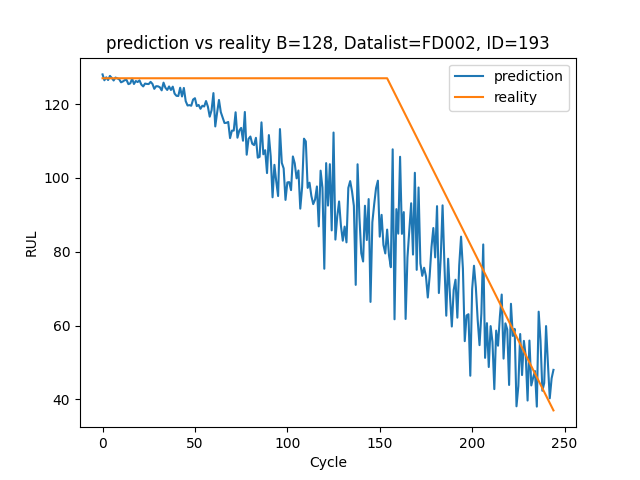 prediction vs reality B=128, Datalist=FD002, ID=193
prediction
reality
120
100
80
60
40
RUL
0
50
100
150
200
250
Cycle